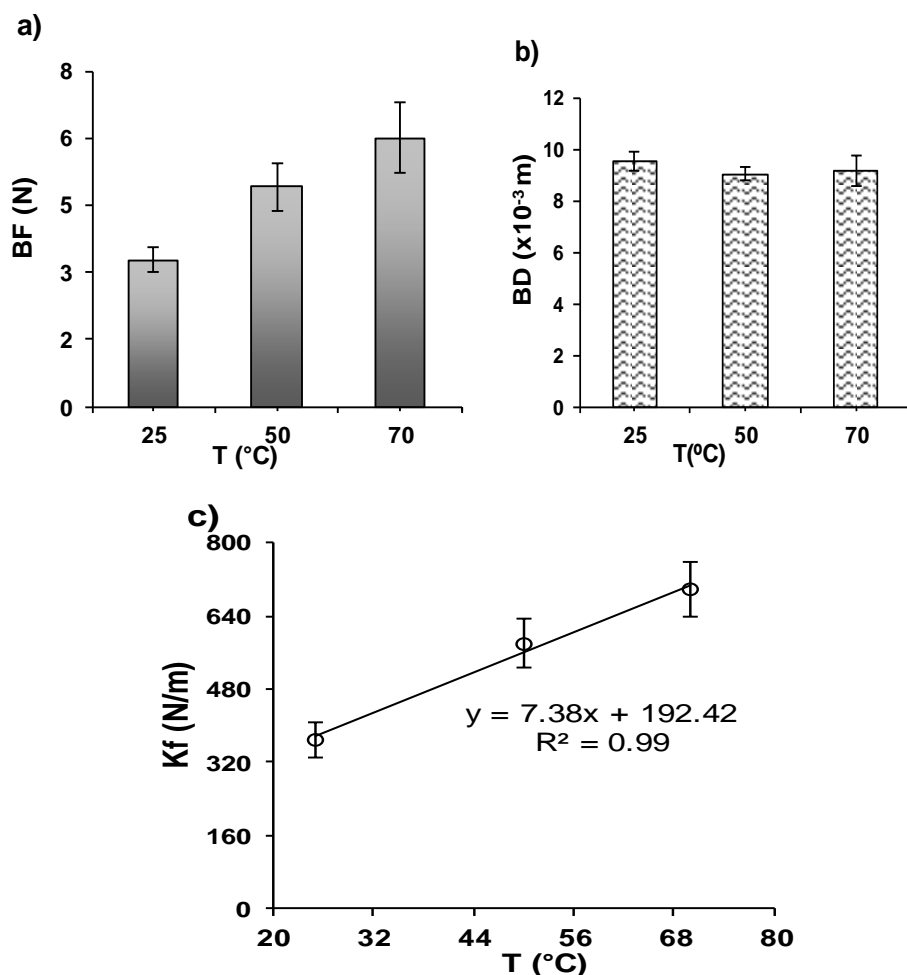 a)
8
6
5
3
2
0
BF (N)
25 50 70
T (°C)
b)
12
10
8
6
4
2
0
BD (x10⁻³ m)
25 50 70
T(ºC)
c)
800
640
480
320
160
0
Kf (N/m)
y = 7.38x + 192.42
R² = 0.99
20 32 44 56 68 80
T (°C)